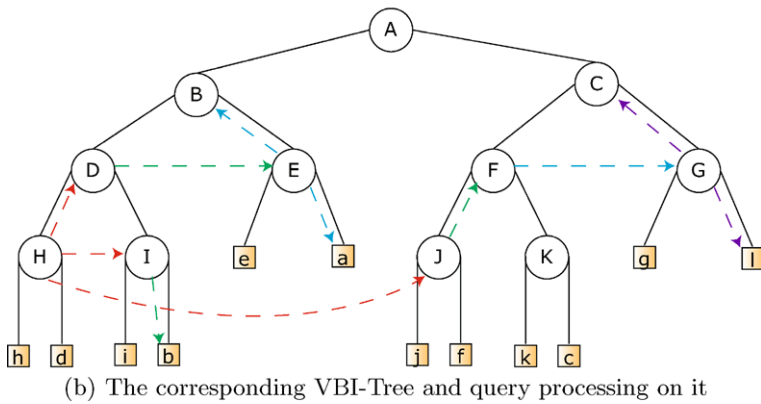 A
B
C
D
E
F
G
H
I
e
a
J
K
g
l
h
d
i
b
j
f
k
c
(b) The corresponding VBI-Tree and query processing on it